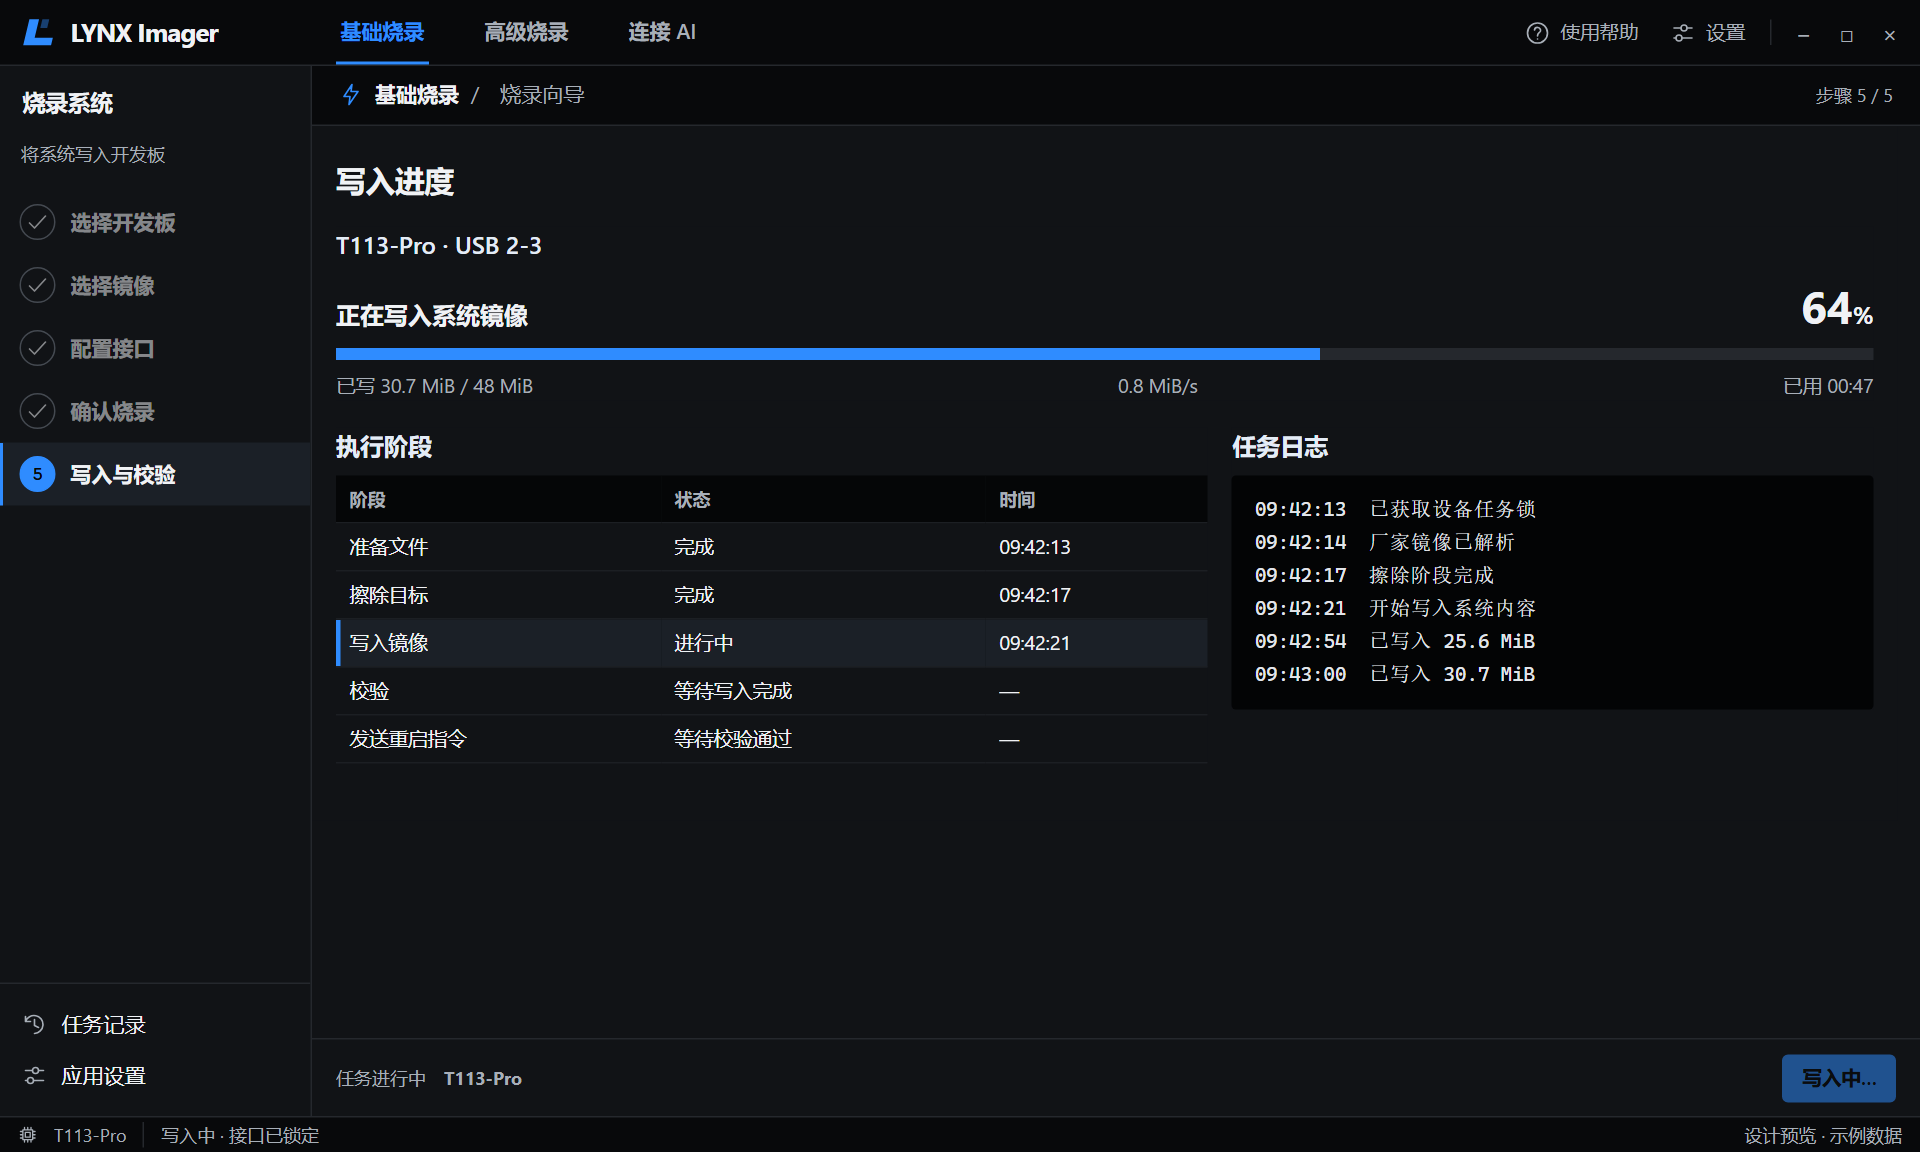 LYNX Imager
基础烧录
高级烧录
连接 AI
使用帮助
设置
烧录系统
将系统写入开发板
选择开发板
选择镜像
配置接口
确认烧录
5 写入与校验
任务记录
应用设置
基础烧录 / 烧录向导
步骤 5 / 5
写入进度
T113-Pro · USB 2-3
正在写入系统镜像
64%
已写 30.7 MiB / 48 MiB
0.8 MiB/s
已用 00:47
执行阶段
阶段 状态 时间
准备文件 完成 09:42:13
擦除目标 完成 09:42:17
写入镜像 进行中 09:42:21
校验 等待写入完成 —
发送重启指令 等待校验通过 —
任务日志
09:42:13 已获取设备任务锁
09:42:14 厂家镜像已解析
09:42:17 擦除阶段完成
09:42:21 开始写入系统内容
09:42:54 已写入 25.6 MiB
09:43:00 已写入 30.7 MiB
任务进行中 T113-Pro
写入中...
T113-Pro
写入中 · 接口已锁定
设计预览 · 示例数据